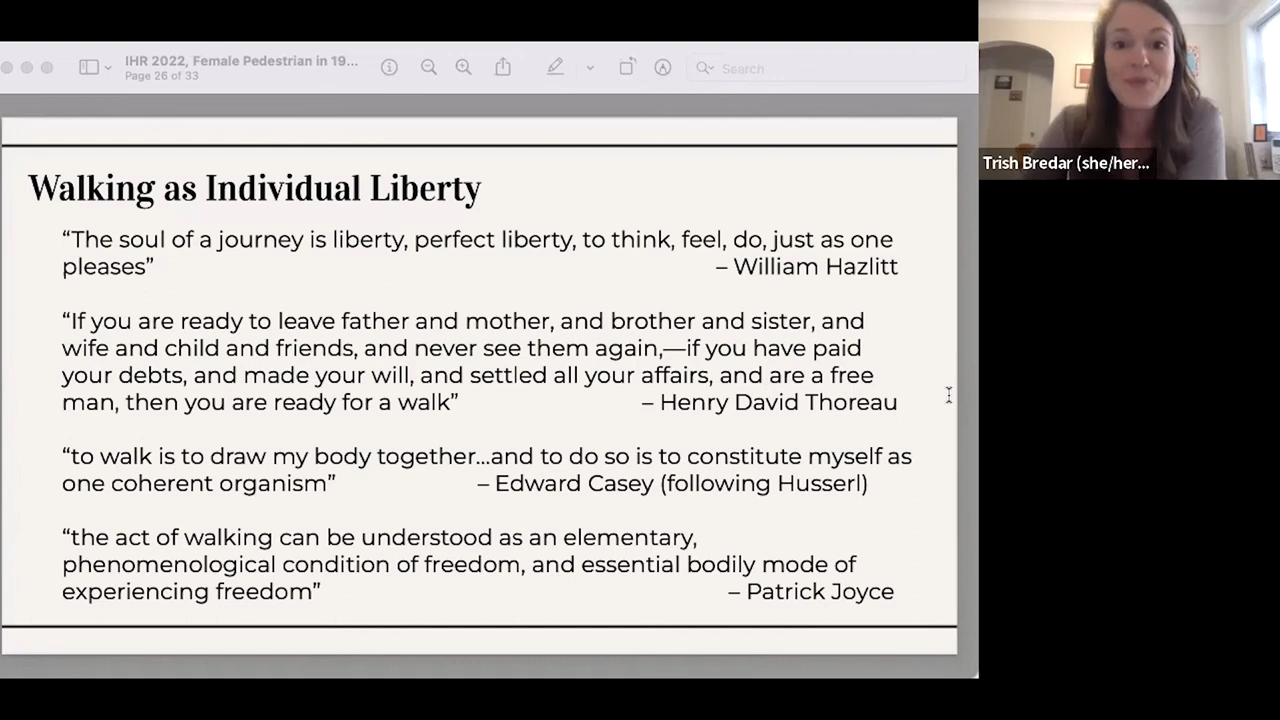 IHR 2022, Female Pedestrian in 19...
Page 26 of 33
Search
Trish Bredar (she/her...
Walking as Individual Liberty
“The soul of a journey is liberty, perfect liberty, to think, feel, do, just as one
pleases” – William Hazlitt
“If you are ready to leave father and mother, and brother and sister, and
wife and child and friends, and never see them again,—if you have paid
your debts, and made your will, and settled all your affairs, and are a free
man, then you are ready for a walk” – Henry David Thoreau
“to walk is to draw my body together...and to do so is to constitute myself as
one coherent organism” – Edward Casey (following Husserl)
“the act of walking can be understood as an elementary,
phenomenological condition of freedom, and essential bodily mode of
experiencing freedom” – Patrick Joyce